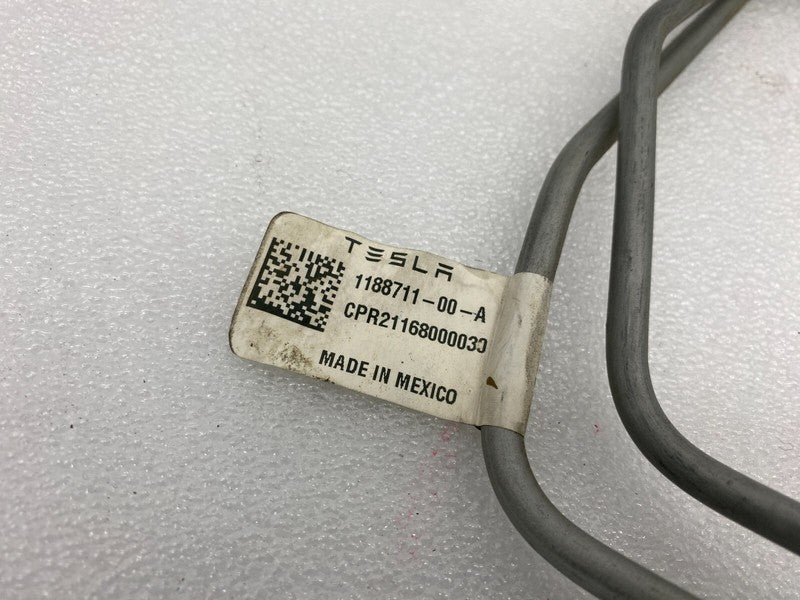 TESLA
1188711-00-A
CPR21168000030
MADE IN MEXICO